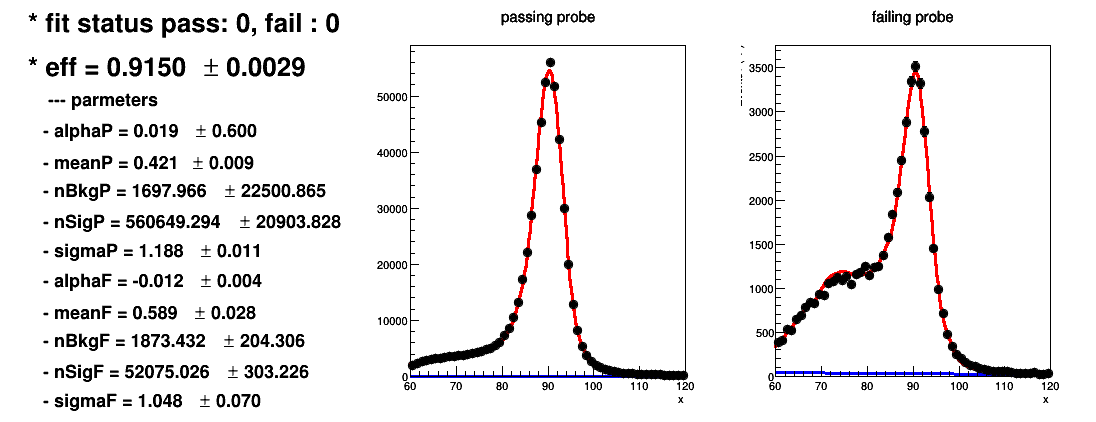 * fit status pass: 0, fail : 0
* eff = 0.9150 ± 0.0029
--- parmeters
- alphaP = 0.019 ± 0.600
- meanP = 0.421 ± 0.009
- nBkgP = 1697.966 ± 22500.865
- nSigP = 560649.294 ± 20903.828
- sigmaP = 1.188 ± 0.011
- alphaF = -0.012 ± 0.004
- meanF = 0.589 ± 0.028
- nBkgF = 1873.432 ± 204.306
- nSigF = 52075.026 ± 303.226
- sigmaF = 1.048 ± 0.070
passing probe
50000
40000
30000
20000
10000
0
60 70 80 90 100 110 120
x
failing probe
3500
3000
2500
2000
1500
1000
500
0
60 70 80 90 100 110 120
x